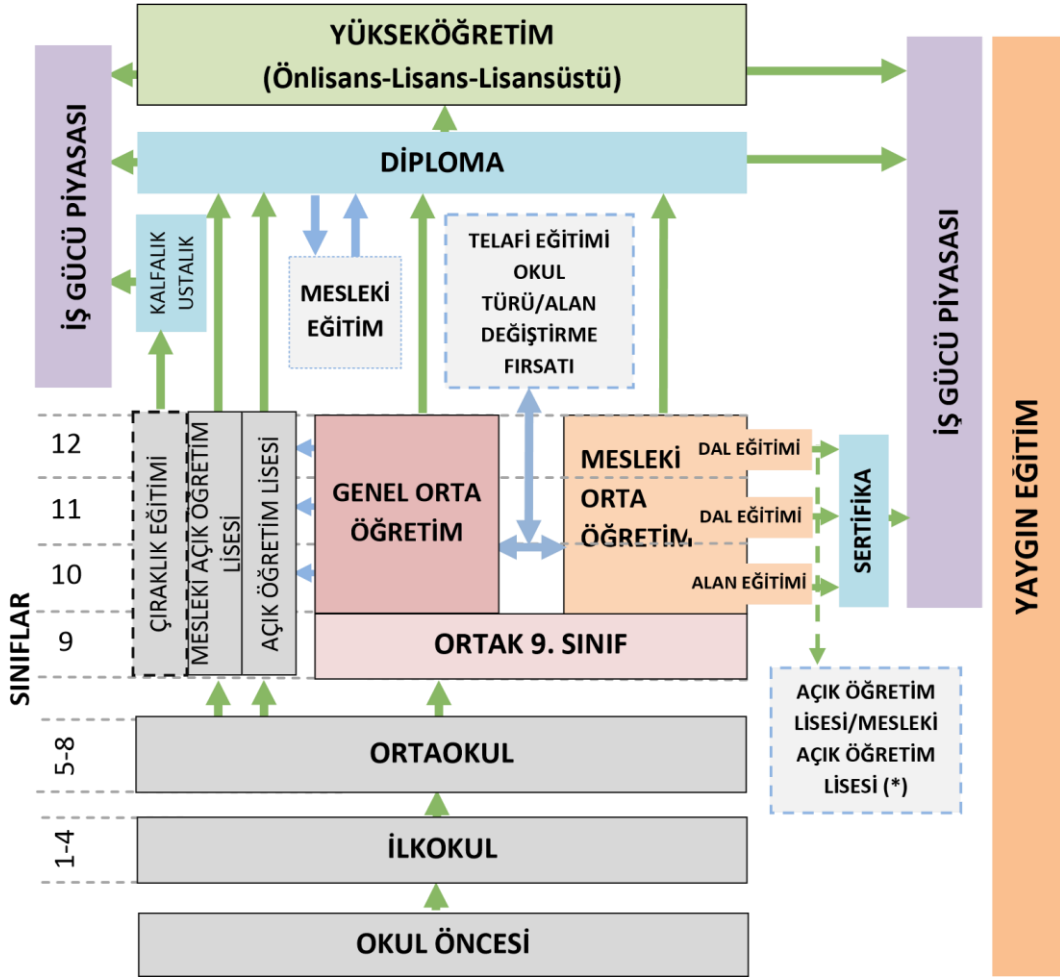 YÜKSEKÖĞRETİM
(Önlisans-Lisans-Lisansüstü)
İŞ GÜCÜ PİYASASI
DİPLOMA
İŞ GÜCÜ PİYASASI
YAYGIN EĞİTİM
KALFALIK
USTALIK
MESLEKİ
EĞİTİM
TELAFİ EĞİTİMİ
OKUL
TÜRÜ/ALAN
DEĞİŞTİRME
FIRSATI
SINIFLAR
12
11
10
9
5-8
1-4
ÇIRAKLIK EĞİTİMİ
MESLEKİ AÇIK ÖĞRETİM
LİSESİ
AÇIK ÖĞRETİM LİSESİ
GENEL ORTA
ÖĞRETİM
MESLEKİ
ORTA
ÖĞRETİM
DAL EĞİTİMİ
DAL EĞİTİMİ
ALAN EĞİTİMİ
SERTİFİKA
ORTAK 9. SINIF
AÇIK ÖĞRETİM
LİSESİ/MESLEKİ
AÇIK ÖĞRETİM
LİSESİ (*)
ORTAOKUL
İLKOKUL
OKUL ÖNCESİ